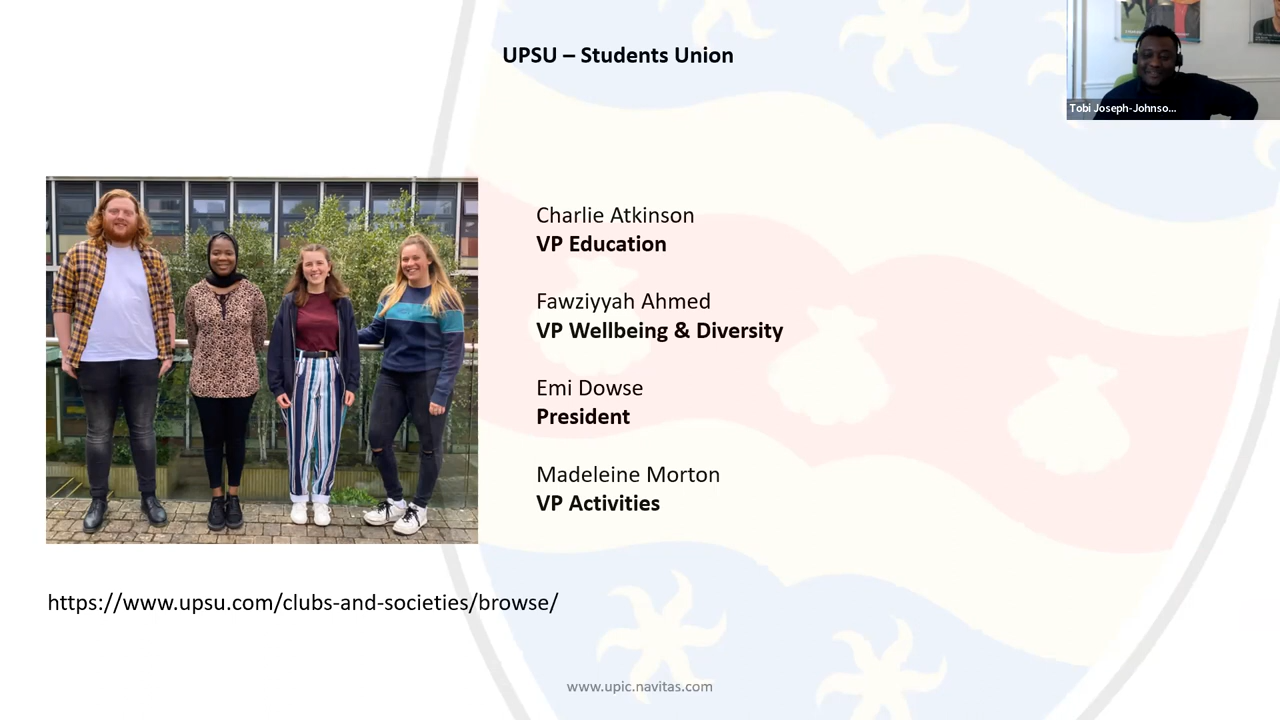 UPSU – Students Union
Tobi Joseph-Johnso...
Charlie Atkinson
VP Education
Fawziyyah Ahmed
VP Wellbeing & Diversity
Emi Dowse
President
Madeleine Morton
VP Activities
https://www.upsu.com/clubs-and-societies/browse/
www.upic.navitas.com